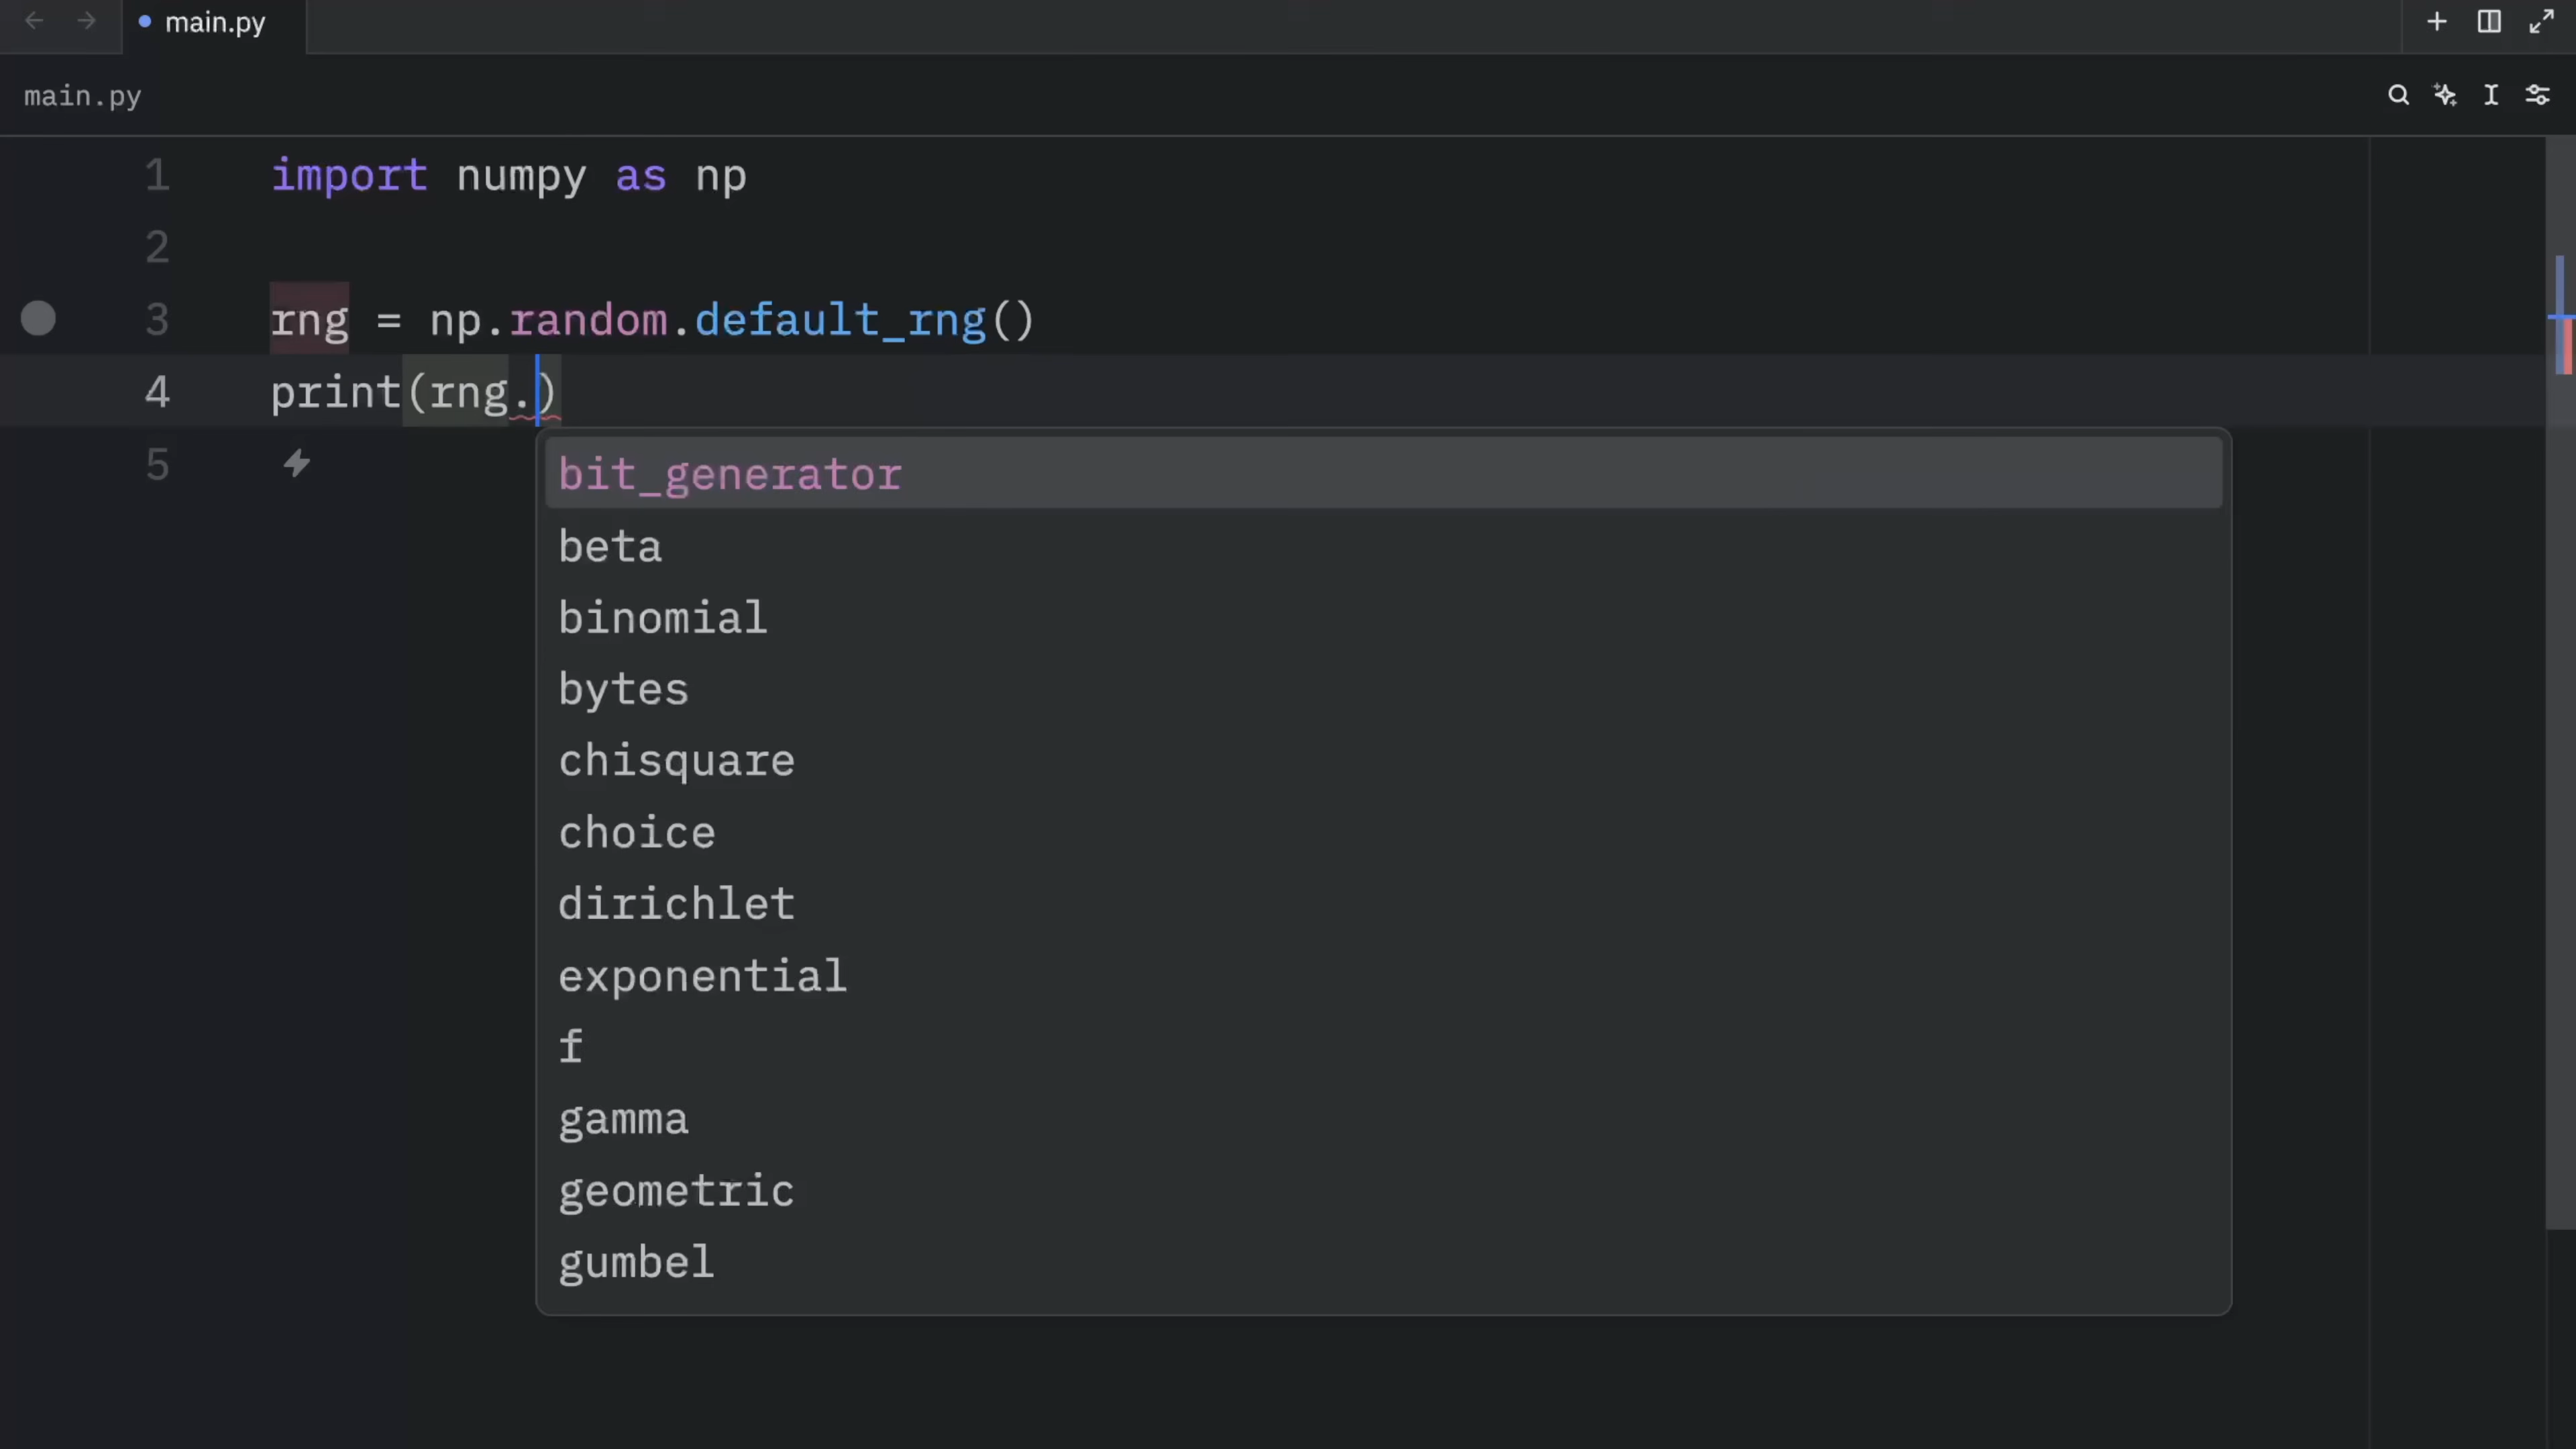 main.py
main.py
1 import numpy as np
2
3 rng = np.random.default_rng()
4 print(rng.)
5
bit_generator
beta
binomial
bytes
chisquare
choice
dirichlet
exponential
f
gamma
geometric
gumbel